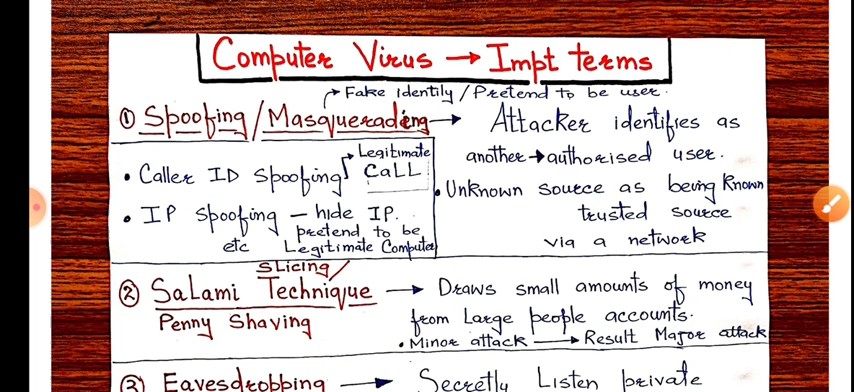 Computer Virus → Impt terms
→ Fake Identity / Pretend to be user.
① Spoofing / Masquerading → Attacker identifies as
another → authorised user.
• Unknown source as being Known
trusted source
via a network
→ Legitimate
• Caller ID Spoofing CALL
• IP Spoofing – hide IP.
etc pretend to be
Legitimate Computer
SLicing /
② SaLami Technique → Draws small amounts of money
Penny Shaving from Large people accounts.
• Minor attack → Result Major attack
③ Eavesdrobbing → Secretly Listen private